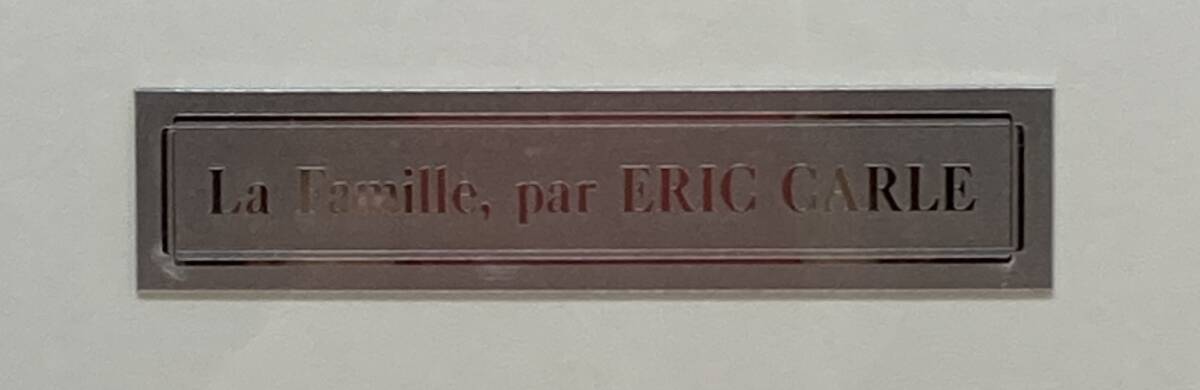 La Famille, par ERIC CARLE